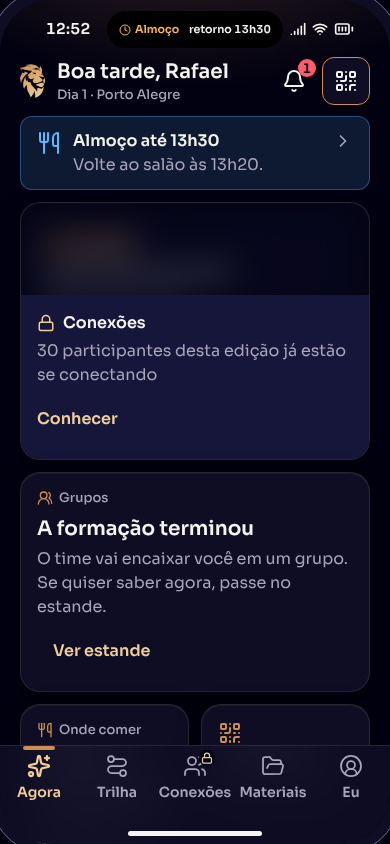 12:52
Almoço retorno 13h30
Boa tarde, Rafael
1
Dia 1 · Porto Alegre
Almoço até 13h30
Volte ao salão às 13h20.
Conexões
30 participantes desta edição já estão
se conectando
Conhecer
Grupos
A formação terminou
O time vai encaixar você em um grupo.
Se quiser saber agora, passe no
estande.
Ver estande
Onde comer
Agora
Trilha
Conexões
Materiais
Eu